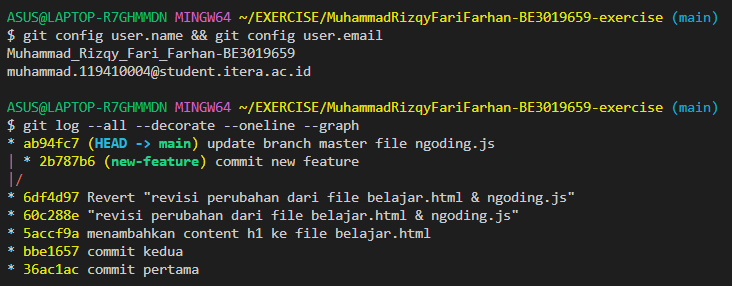 ASUS@LAPTOP-R7GHMMDN MINGW64 ~/EXERCISE/MuhammadRizqyFariFarhan-BE3019659-exercise (main)
$ git config user.name && git config user.email
Muhammad_Rizqy_Fari_Farhan-BE3019659
muhammad.119410004@student.itera.ac.id
ASUS@LAPTOP-R7GHMMDN MINGW64 ~/EXERCISE/MuhammadRizqyFariFarhan-BE3019659-exercise (main)
$ git log --all --decorate --oneline --graph
* ab94fc7 (HEAD -> main) update branch master file ngoding.js
| * 2b787b6 (new-feature) commit new feature
|/
* 6df4d97 Revert "revisi perubahan dari file belajar.html & ngoding.js"
* 60c288e "revisi perubahan dari file belajar.html & ngoding.js"
* 5accf9a menambahkan content h1 ke file belajar.html
* bbe1657 commit kedua
* 36ac1ac commit pertama